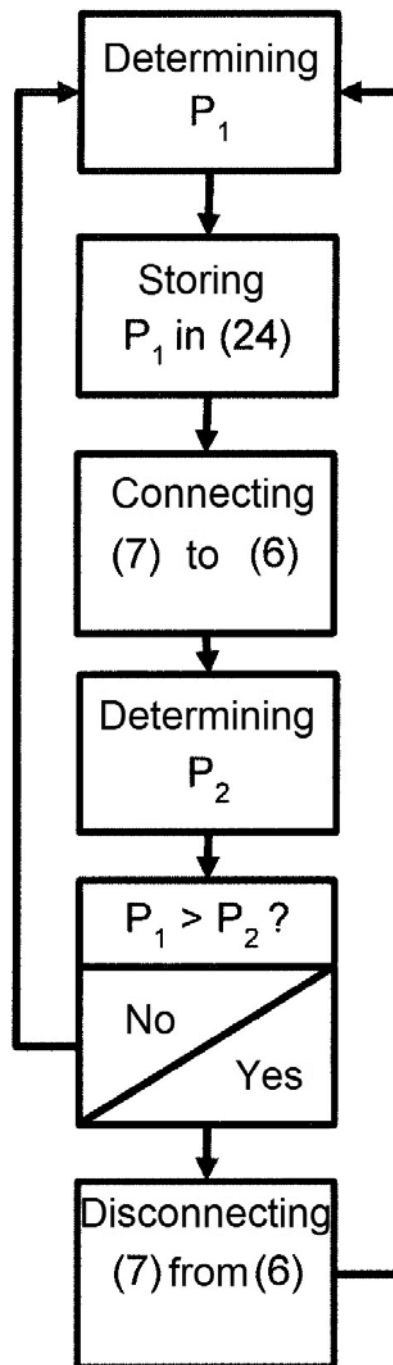 Determining
P₁
Storing
P₁ in (24)
Connecting
(7) to (6)
Determining
P₂
P₁ > P₂ ?
No
Yes
Disconnecting
(7) from (6)